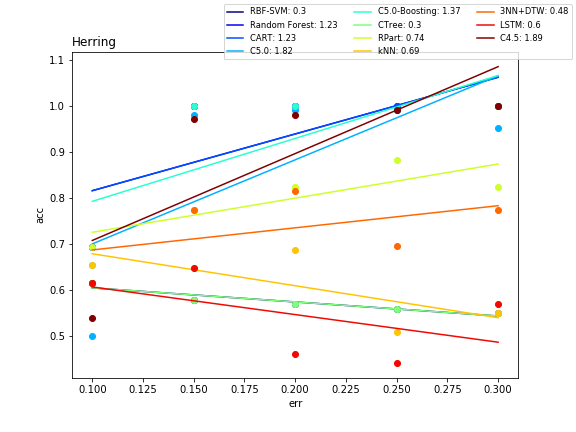 RBF-SVM: 0.3
Random Forest: 1.23
CART: 1.23
C5.0: 1.82
C5.0-Boosting: 1.37
CTree: 0.3
RPart: 0.74
kNN: 0.69
3NN+DTW: 0.48
LSTM: 0.6
C4.5: 1.89
Herring
1.1
1.0
0.9
0.8
0.7
0.6
0.5
acc
0.100 0.125 0.150 0.175 0.200 0.225 0.250 0.275 0.300
err